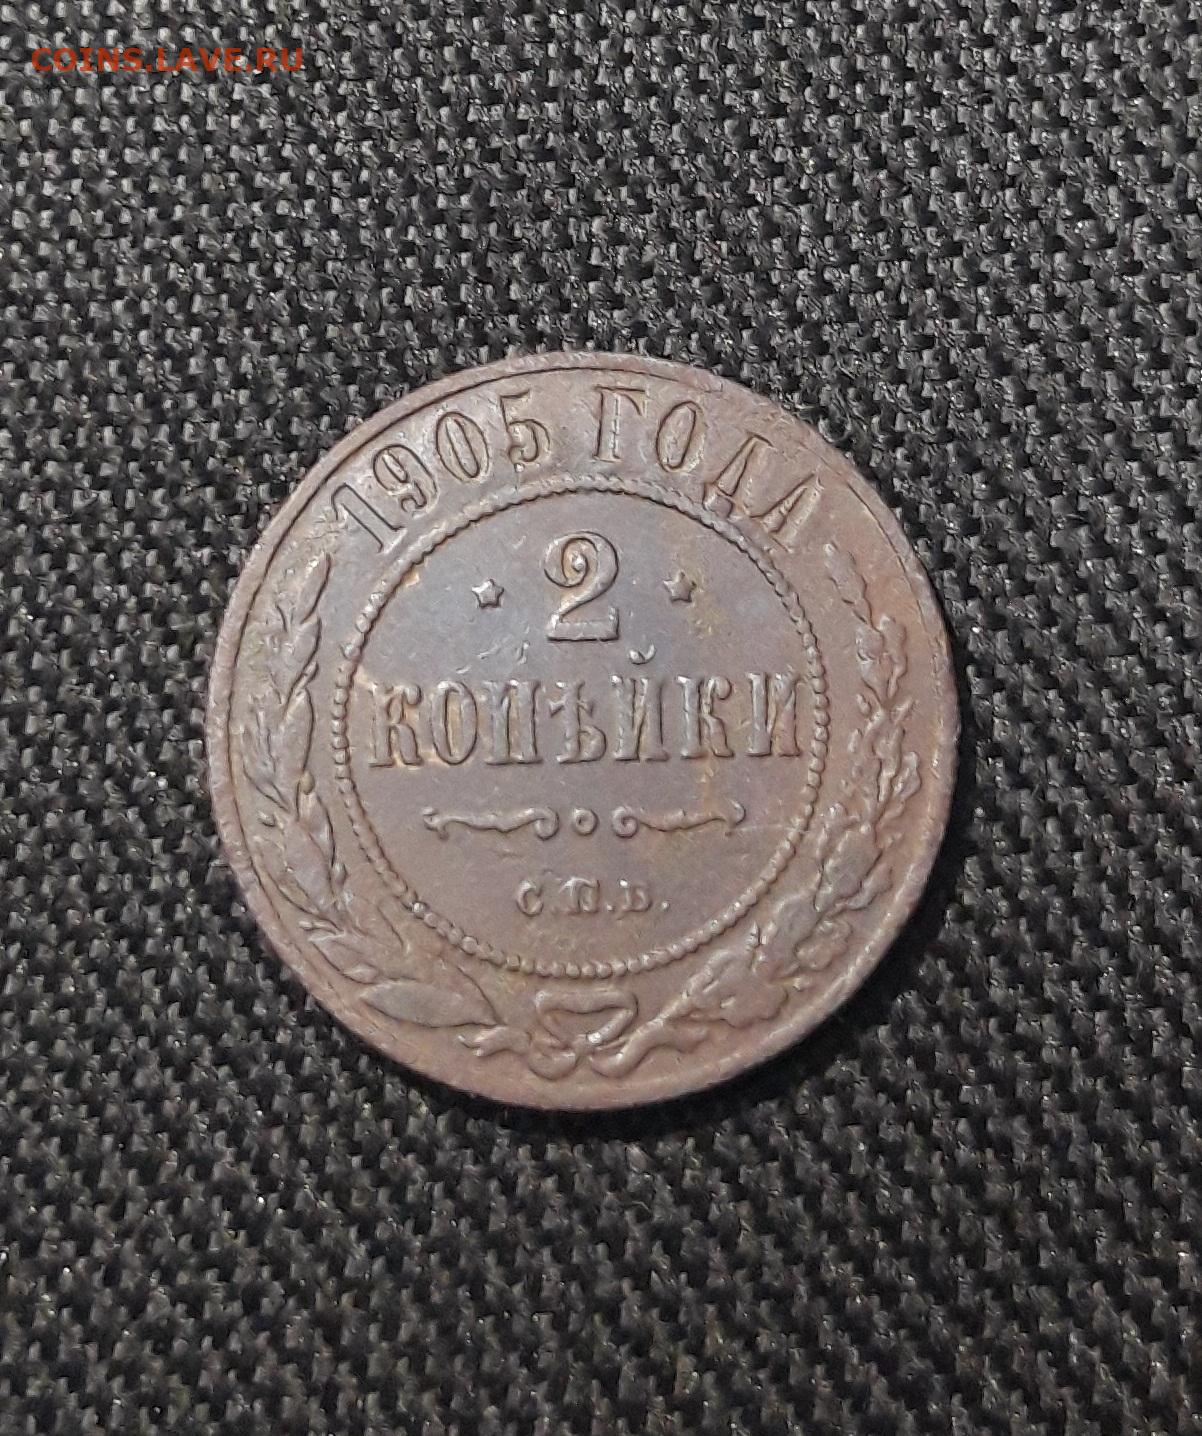 COINS.LAVE.RU
1905 ГОДА
2
КОПѢЙКИ
С.П.Б.